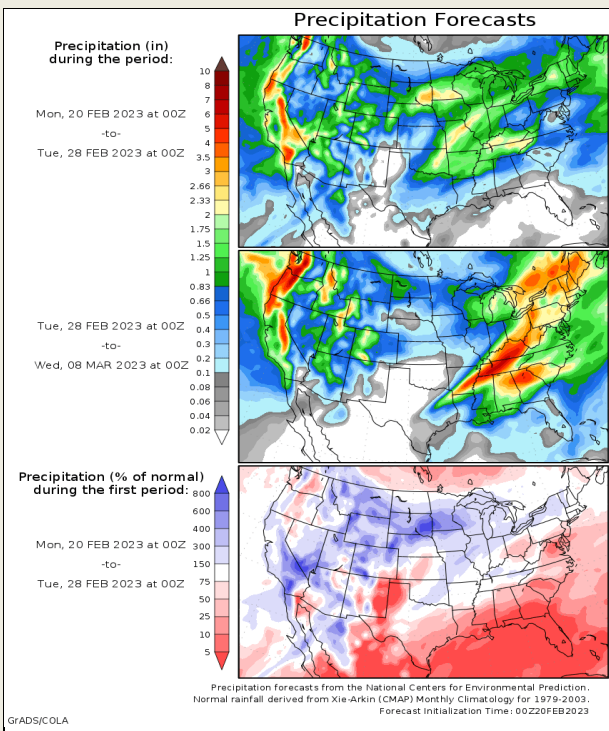 Precipitation Forecasts
Precipitation (in)
during the period:
Mon, 20 FEB 2023 at 00Z
-to-
Tue, 28 FEB 2023 at 00Z
10
8
7
6
5
4
3.5
3
2.66
2.33
2
1.75
1.5
1.25
1
0.83
0.66
0.5
0.4
0.3
0.2
0.1
0.08
0.06
0.04
0.02
Tue, 28 FEB 2023 at 00Z
-to-
Wed, 08 MAR 2023 at 00Z
Precipitation (% of normal)
during the first period:
Mon, 20 FEB 2023 at 00Z
-to-
Tue, 28 FEB 2023 at 00Z
800
600
400
300
150
75
50
25
10
5
Precipitation forecasts from the National Centers for Environmental Prediction.
Normal rainfall derived from Xie-Arkin (CMAP) Monthly Climatology for 1979-2003.
Forecast Initialization Time: 00Z20FEB2023
GrADS/COLA